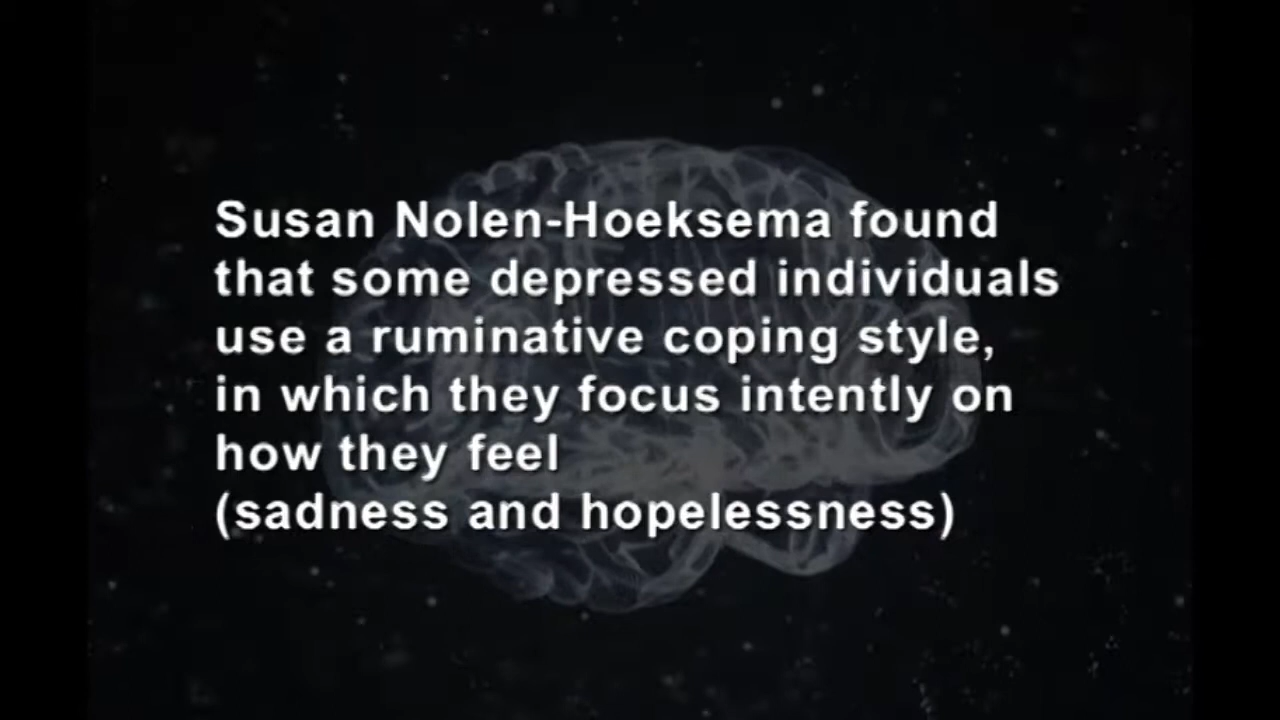 Susan Nolen-Hoeksema found
that some depressed individuals
use a ruminative coping style,
in which they focus intently on
how they feel
(sadness and hopelessness)